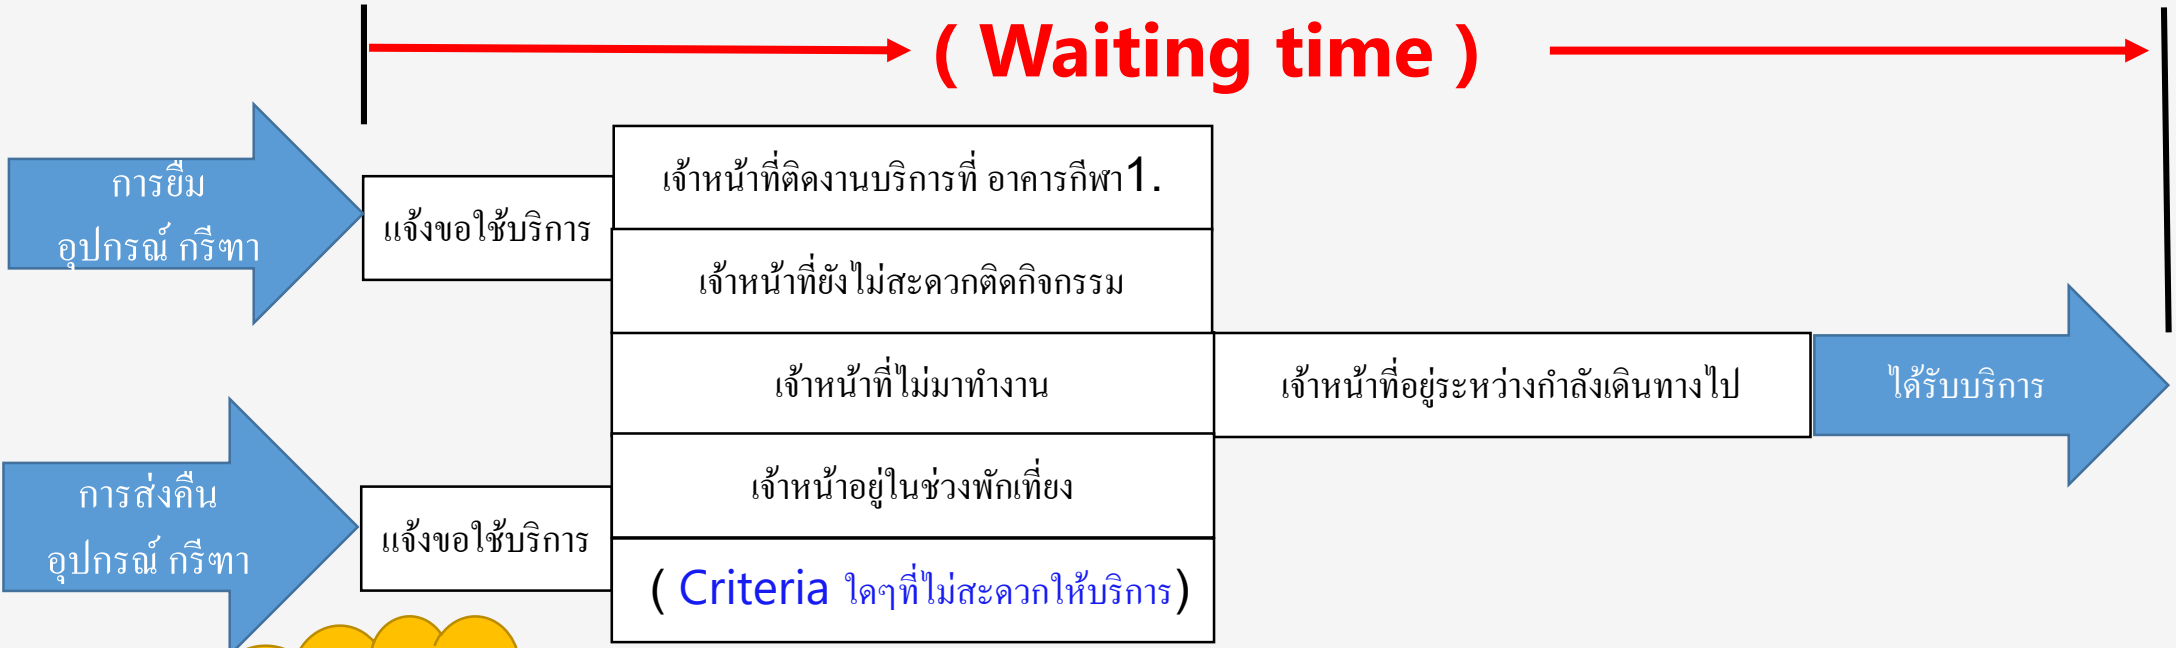 ( Waiting time )
การยืม
อุปกรณ์ กรีฑา
แจ้งขอใช้บริการ
เจ้าหน้าที่ติดงานบริการที่ อาคารกีฬา1.
เจ้าหน้าที่ยังไม่สะดวกติดกิจกรรม
เจ้าหน้าที่ไม่มาทำงาน
เจ้าหน้าที่อยู่ระหว่างกำลังเดินทางไป
ได้รับบริการ
การส่งคืน
อุปกรณ์ กรีฑา
แจ้งขอใช้บริการ
เจ้าหน้าอยู่ในช่วงพักเที่ยง
( Criteria ใดๆที่ไม่สะดวกให้บริการ)